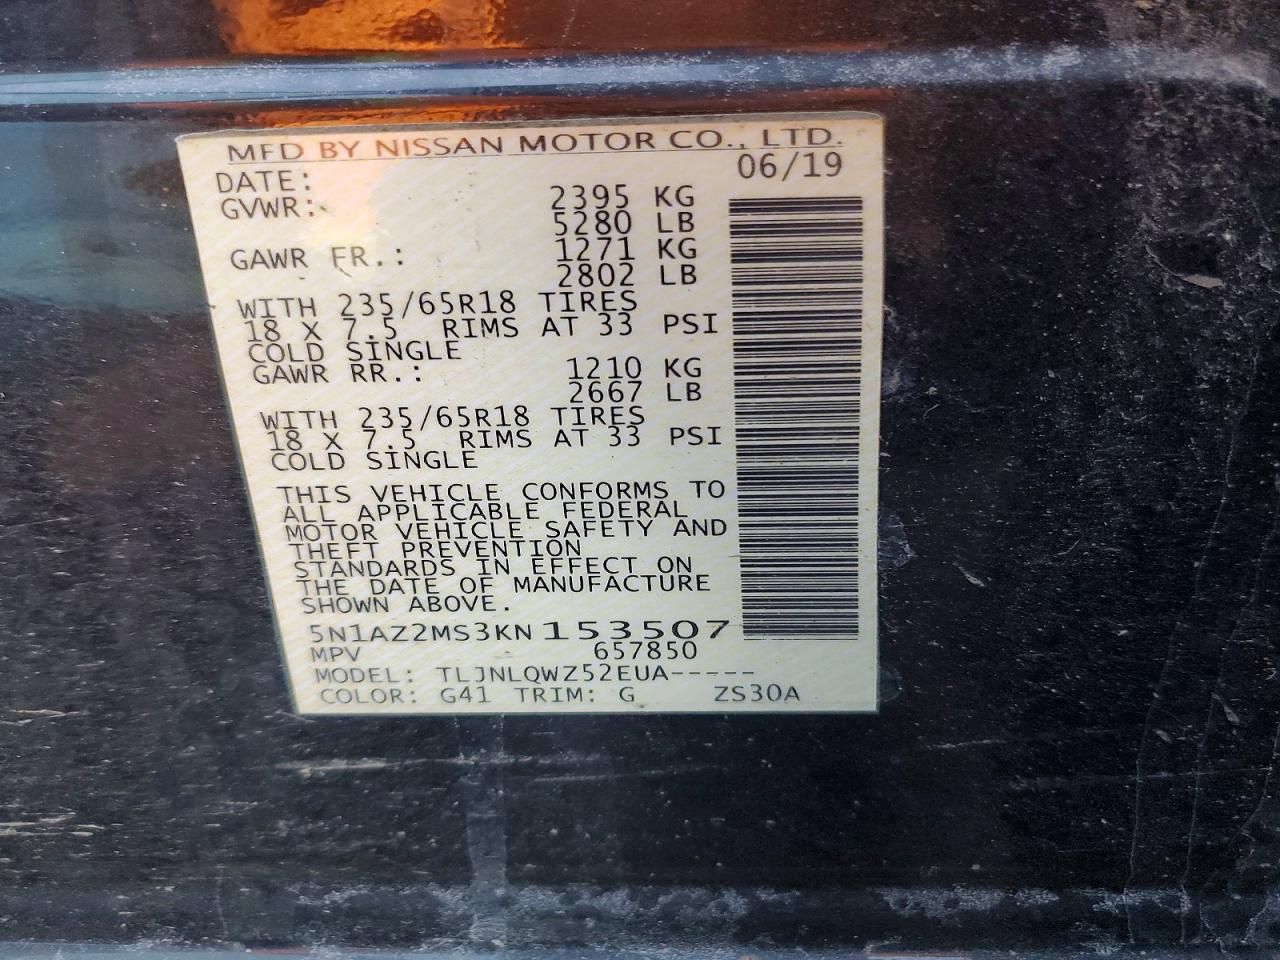 MFD BY NISSAN MOTOR CO., LTD.
DATE: 06/19
GVWR: 2395 KG
5280 LB
GAWR FR.: 1271 KG
2802 LB
WITH 235/65R18 TIRES
18 X 7.5 RIMS AT 33 PSI
COLD SINGLE
GAWR RR.: 1210 KG
2667 LB
WITH 235/65R18 TIRES
18 X 7.5 RIMS AT 33 PSI
COLD SINGLE
THIS VEHICLE CONFORMS TO
ALL APPLICABLE FEDERAL
MOTOR VEHICLE SAFETY AND
THEFT PREVENTION
STANDARDS IN EFFECT ON
THE DATE OF MANUFACTURE
SHOWN ABOVE.
5N1AZ2MS3KN153507
MPV 657850
MODEL: TLJNLQWZ52EUA-----
COLOR: G41 TRIM: G ZS30A